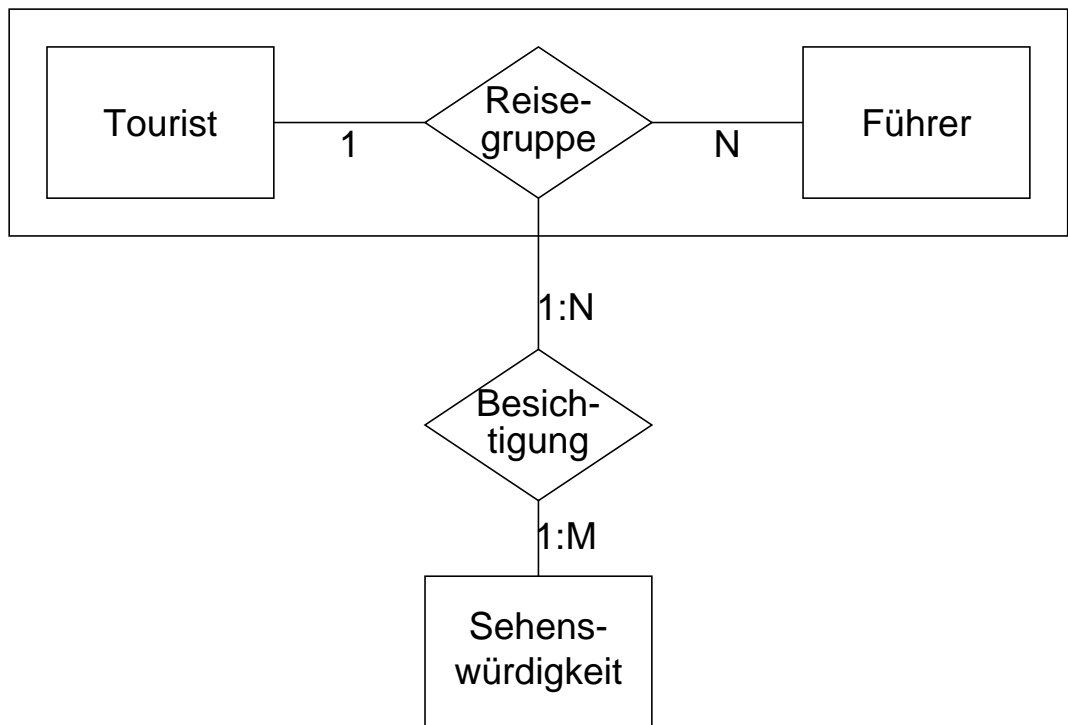 Tourist
Reise-
gruppe
Führer
1
N
1:N
Besich-
tigung
1:M
Sehens-
würdigkeit